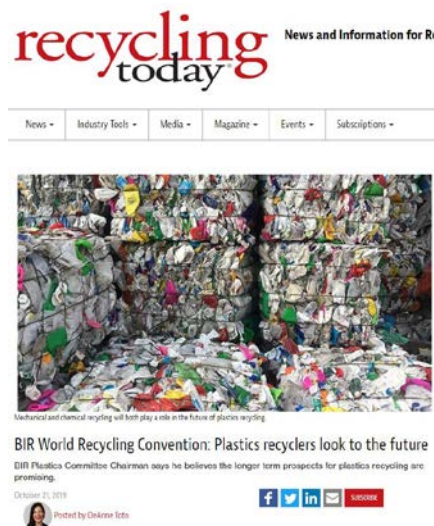 recycling
today
News and Information for Re
News
Industry Tools
Media
Magazine
Events
Subscriptions
Mechanical and chemical recycling will both play a role in the future of plastics recycling.
BIR World Recycling Convention: Plastics recyclers look to the future
BIR Plastics Committee Chairman says he believes the longer term prospects for plastics recycling are
promising.
October 21, 2019
SUBSCRIBE
Posted by DeAnne Toto